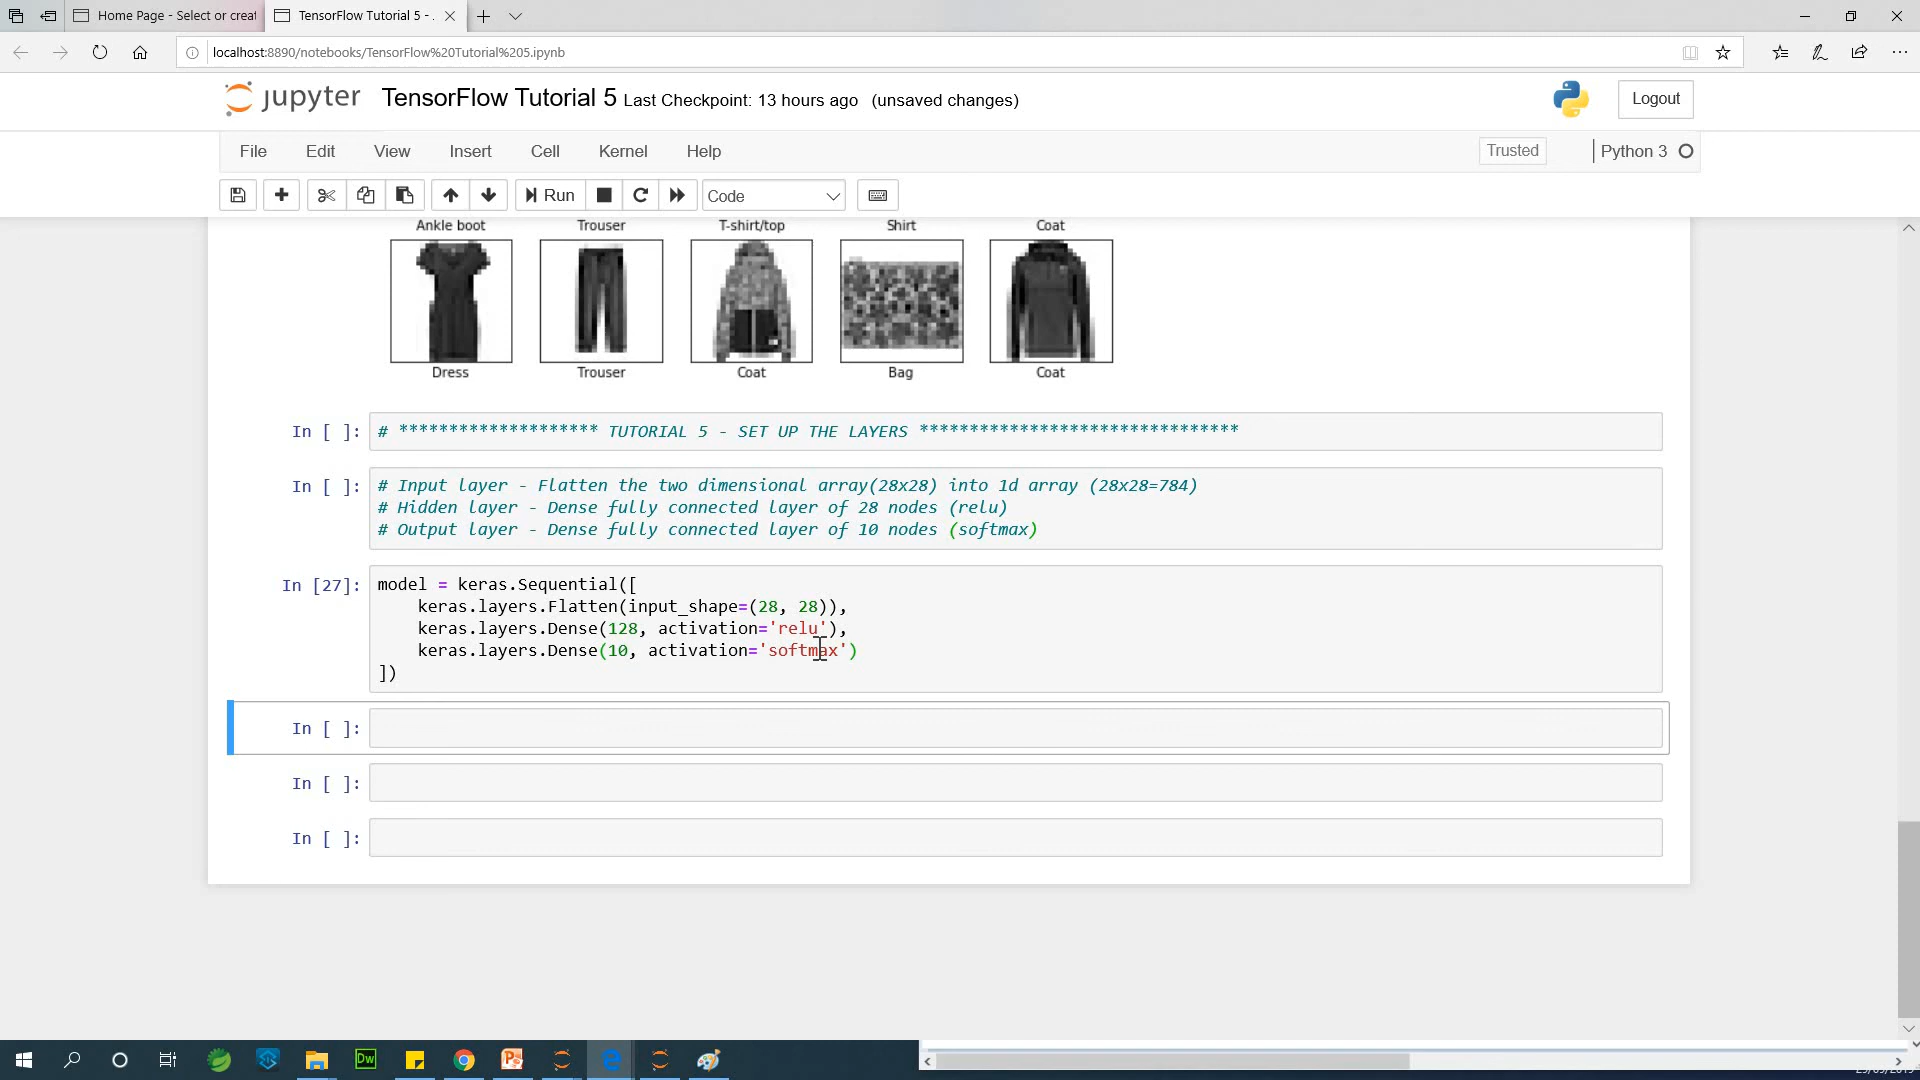 Home Page - Select or creat
TensorFlow Tutorial 5 - .
localhost:8890/notebooks/TensorFlow%20Tutorial%205.ipynb
jupyter TensorFlow Tutorial 5 Last Checkpoint: 13 hours ago (unsaved changes)
Logout
File Edit View Insert Cell Kernel Help
Trusted
Python 3
Run
Code
Ankle boot Trouser T-shirt/top Shirt Coat
Dress Trouser Coat Bag Coat
In [ ]: # ******************** TUTORIAL 5 - SET UP THE LAYERS ********************************
In [ ]: # Input layer - Flatten the two dimensional array(28x28) into 1d array (28x28=784)
# Hidden layer - Dense fully connected layer of 28 nodes (relu)
# Output layer - Dense fully connected layer of 10 nodes (softmax)
In [27]: model = keras.Sequential([
keras.layers.Flatten(input_shape=(28, 28)),
keras.layers.Dense(128, activation='relu'),
keras.layers.Dense(10, activation='softmax')
])
In [ ]:
In [ ]:
In [ ]:
Dw